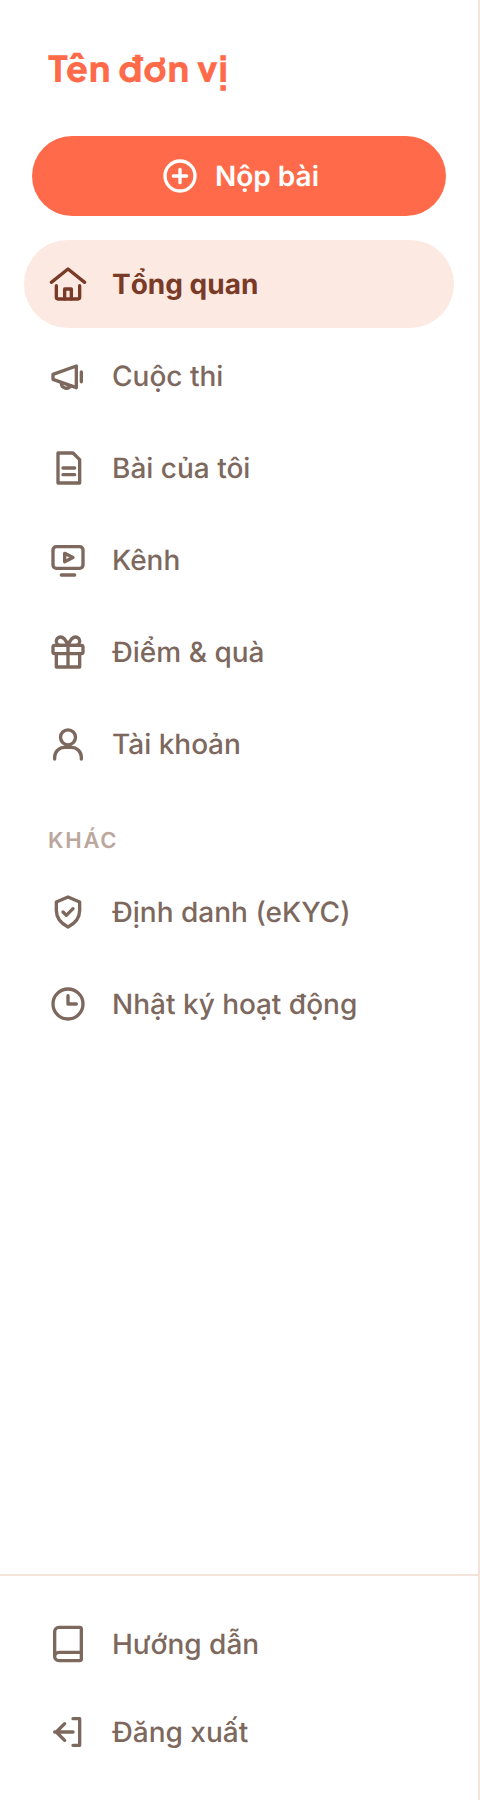 Tên đơn vị
Nộp bài
Tổng quan
Cuộc thi
Bài của tôi
Kênh
Điểm & quà
Tài khoản
KHÁC
Định danh (eKYC)
Nhật ký hoạt động
Hướng dẫn
Đăng xuất